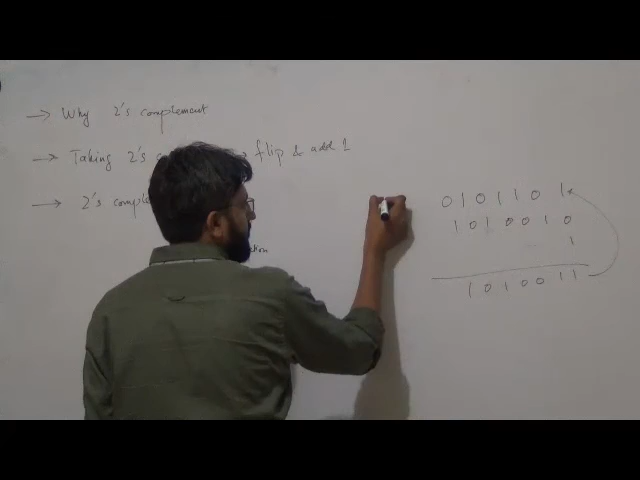 → Why 2's complement
→ Taking 2's flip & add 1
→ 2's
0 1 0 1 1 0 1
1 0 1 0 0 1 0
1
1 0 1 0 0 1 1